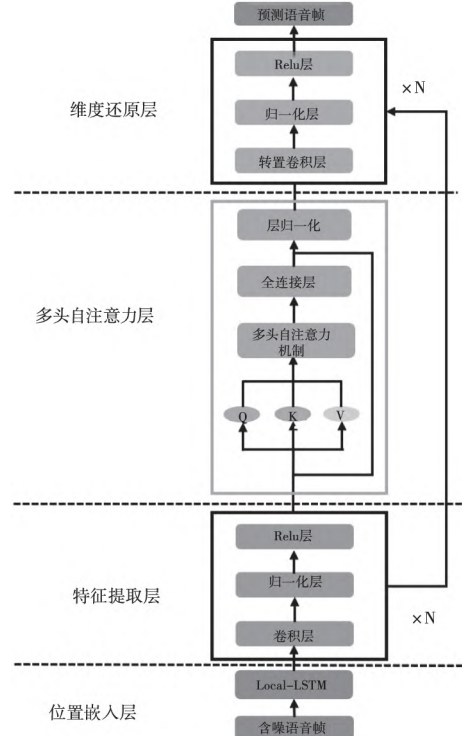 预测语音帧
Relu层
×N
归一化层
维度还原层
转置卷积层
层归一化
全连接层
多头自注意力层
多头自注意力
机制
Q
K
V
Relu层
归一化层
特征提取层
×N
卷积层
Local-LSTM
位置嵌入层
含噪语音帧